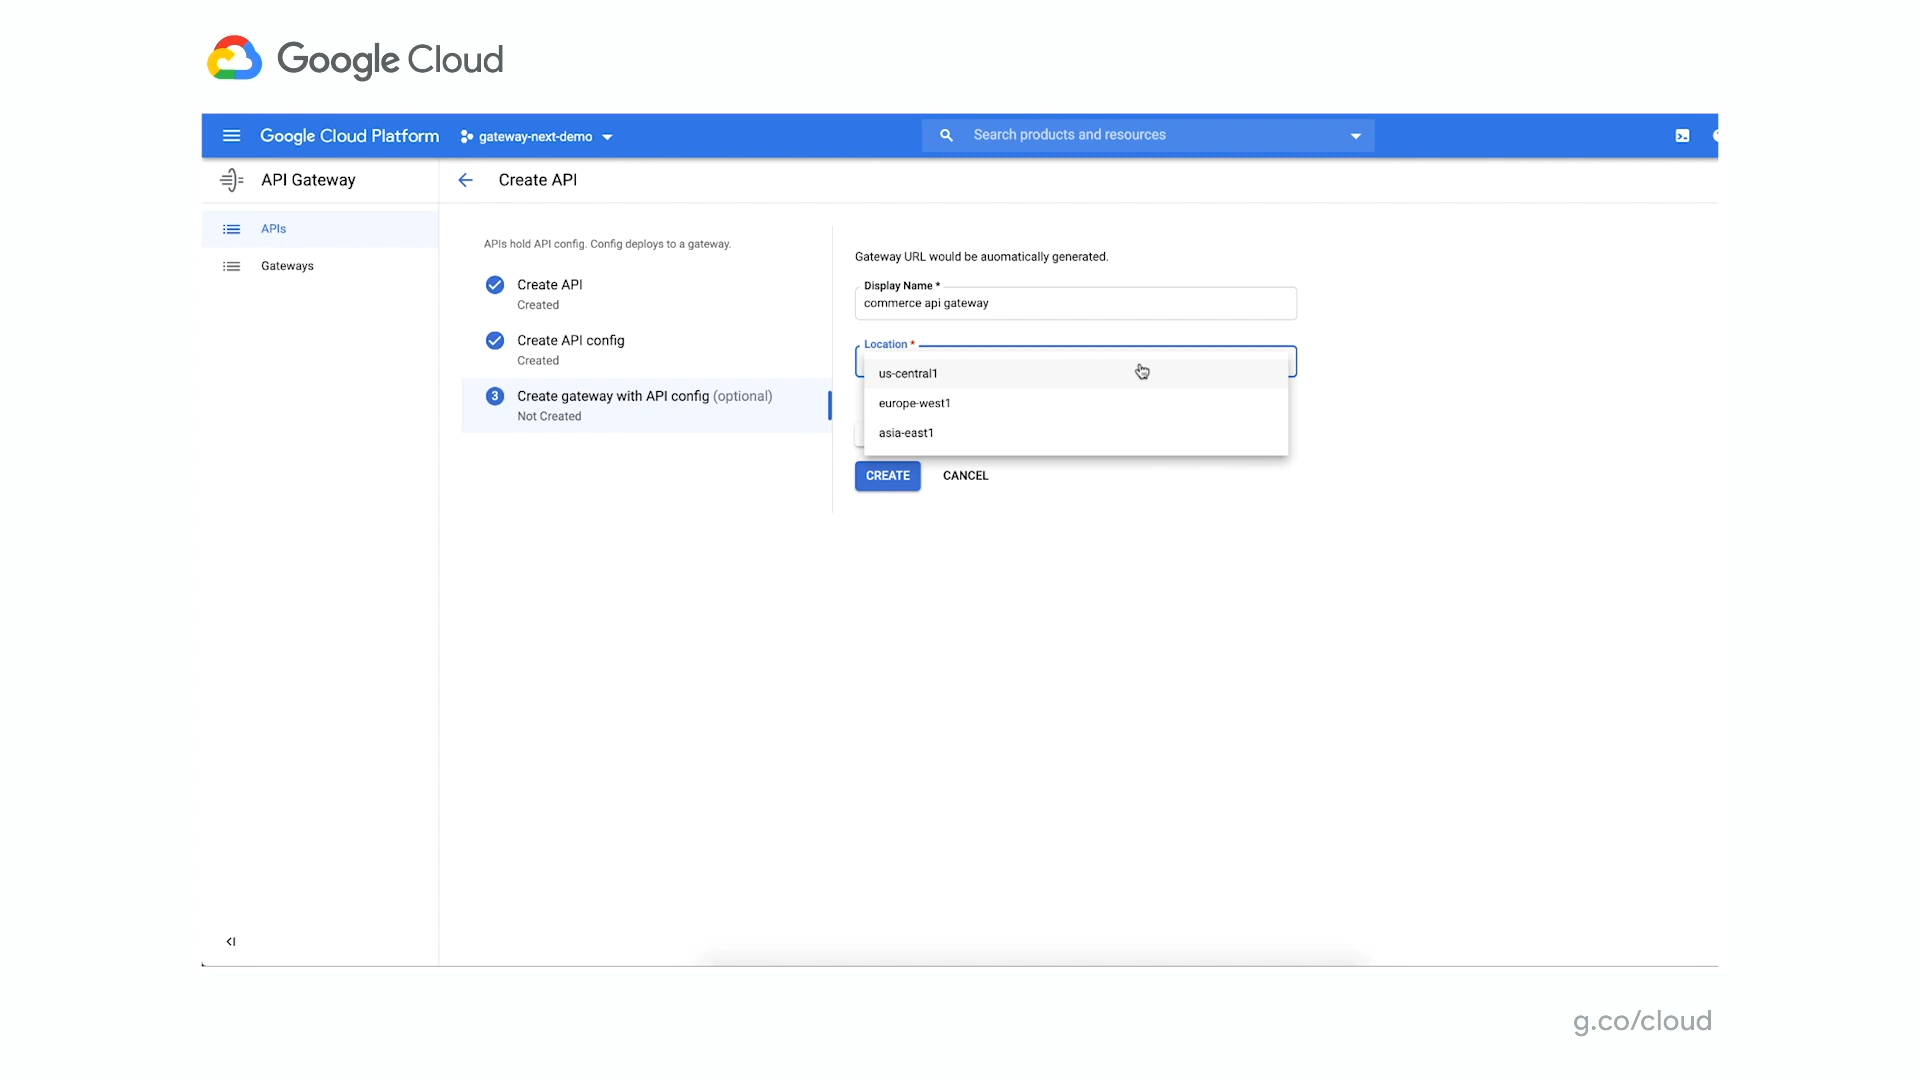 Google Cloud
Google Cloud Platform
gateway-next-demo
Search products and resources
API Gateway
Create API
APIs
Gateways
APIs hold API config. Config deploys to a gateway.
Create API
Created
Create API config
Created
3
Create gateway with API config (optional)
Not Created
Gateway URL would be auomatically generated.
Display Name *
commerce api gateway
Location *
us-central1
europe-west1
asia-east1
CREATE
CANCEL
g.co/cloud